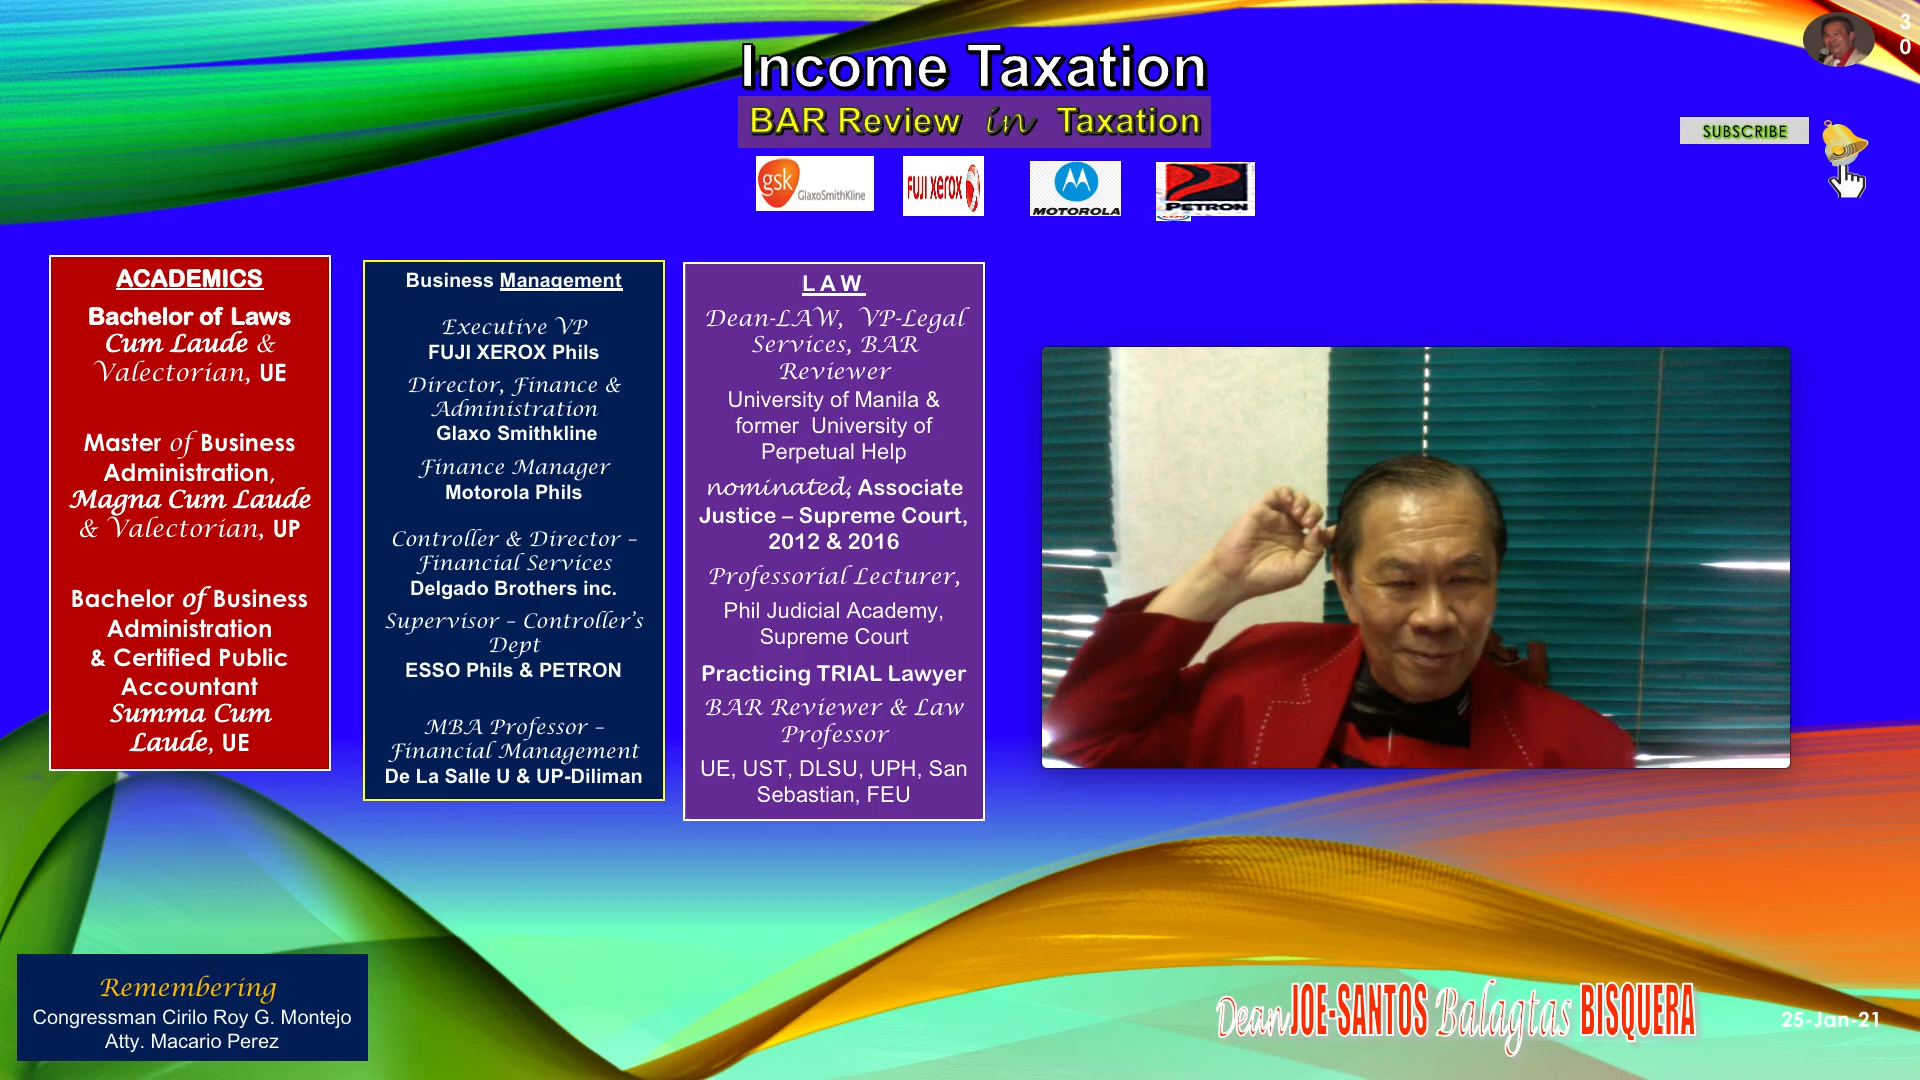 3
0
Income Taxation
BAR Review in Taxation
SUBSCRIBE
gsk
GlaxoSmithKline
FUJI XEROX
MOTOROLA
PETRON
ACADEMICS
Bachelor of Laws
Cum Laude &
Valectorian, UE
Master of Business
Administration,
Magna Cum Laude
& Valectorian, UP
Bachelor of Business
Administration
& Certified Public
Accountant
Summa Cum
Laude, UE
Business Management
Executive VP
FUJI XEROX Phils
Director, Finance &
Administration
Glaxo Smithkline
Finance Manager
Motorola Phils
Controller & Director –
Financial Services
Delgado Brothers inc.
Supervisor – Controller's
Dept
ESSO Phils & PETRON
MBA Professor –
Financial Management
De La Salle U & UP-Diliman
LAW
Dean-LAW, VP-Legal
Services, BAR
Reviewer
University of Manila &
former University of
Perpetual Help
nominated, Associate
Justice – Supreme Court,
2012 & 2016
Professorial Lecturer,
Phil Judicial Academy,
Supreme Court
Practicing TRIAL Lawyer
BAR Reviewer & Law
Professor
UE, UST, DLSU, UPH, San
Sebastian, FEU
Remembering
Congressman Cirilo Roy G. Montejo
Atty. Macario Perez
Dean JOE-SANTOS Balagtas BISQUERA
25-Jan-21